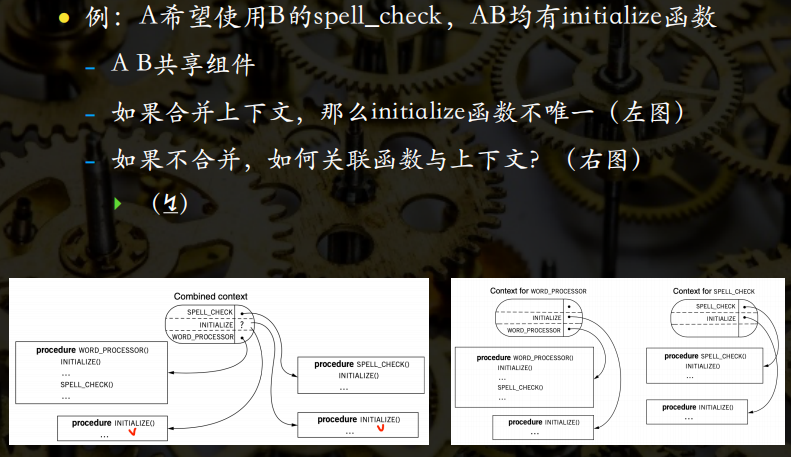 例：A希望使用B的spell_check，AB均有initialize函数
A B共享组件
如果合并上下文，那么initialize函数不唯一（左图）
如果不合并，如何关联函数与上下文？（右图）
(↯)
Combined context
SPELL_CHECK
INITIALIZE ?
WORD_PROCESSOR
procedure WORD_PROCESSOR()
INITIALIZE()
...
SPELL_CHECK()
...
procedure INITIALIZE()
...
procedure SPELL_CHECK()
INITIALIZE()
...
procedure INITIALIZE()
...
Context for WORD_PROCESSOR
INITIALIZE
WORD_PROCESSOR
procedure WORD_PROCESSOR()
INITIALIZE()
...
SPELL_CHECK()
...
procedure INITIALIZE()
...
Context for SPELL_CHECK
SPELL_CHECK
INITIALIZE
procedure SPELL_CHECK()
INITIALIZE()
...
procedure INITIALIZE()
...